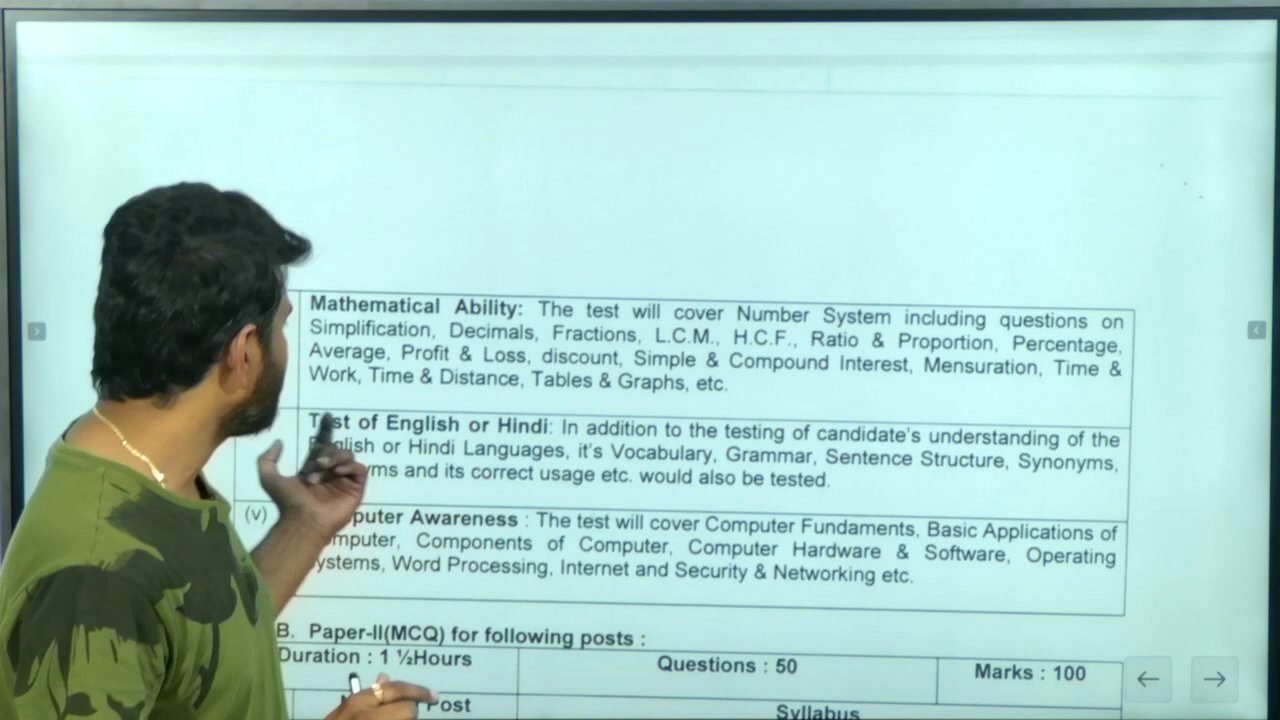 Mathematical Ability: The test will cover Number System including questions on
Simplification, Decimals, Fractions, L.C.M., H.C.F., Ratio & Proportion, Percentage,
Average, Profit & Loss, discount, Simple & Compound Interest, Mensuration, Time &
Work, Time & Distance, Tables & Graphs, etc.
Test of English or Hindi: In addition to the testing of candidate's understanding of the
English or Hindi Languages, it's Vocabulary, Grammar, Sentence Structure, Synonyms,
and its correct usage etc. would also be tested.
(v) Computer Awareness : The test will cover Computer Fundaments, Basic Applications of
Computer, Components of Computer, Computer Hardware & Software, Operating
Systems, Word Processing, Internet and Security & Networking etc.
B. Paper-II(MCQ) for following posts :
Duration : 1 ½Hours Questions : 50 Marks : 100
Post Syllabus